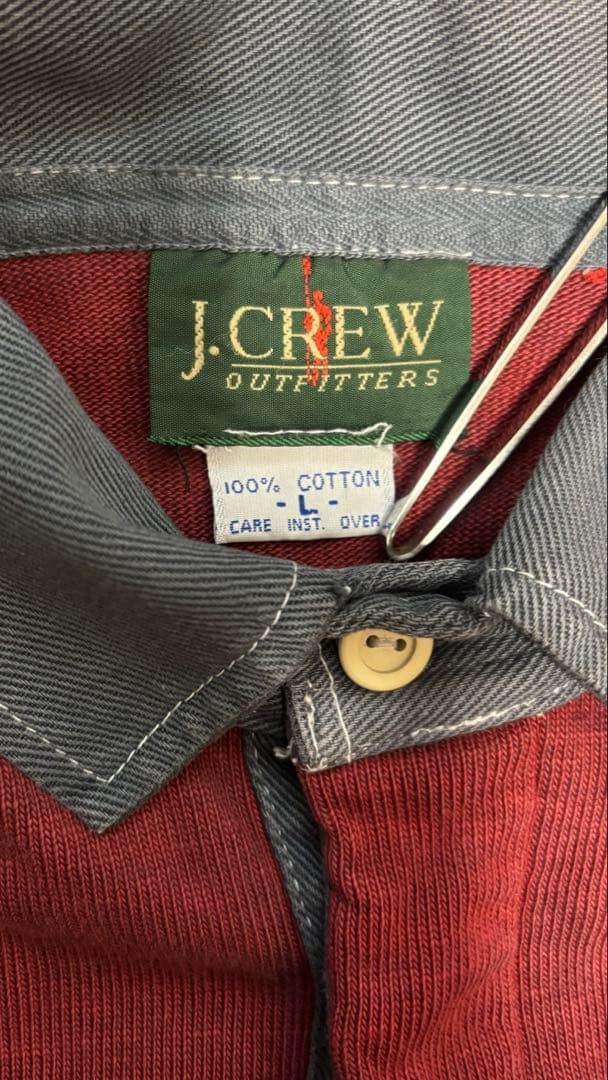 J.CREW
OUTFITTERS
100% COTTON
- L -
CARE INST. OVER